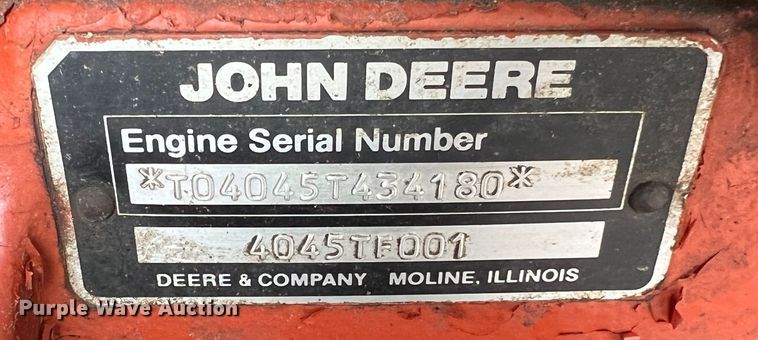 JOHN DEERE
Engine Serial Number
*T04045T434180*
4045TF001
DEERE & COMPANY MOLINE, ILLINOIS
Purple Wave Auction